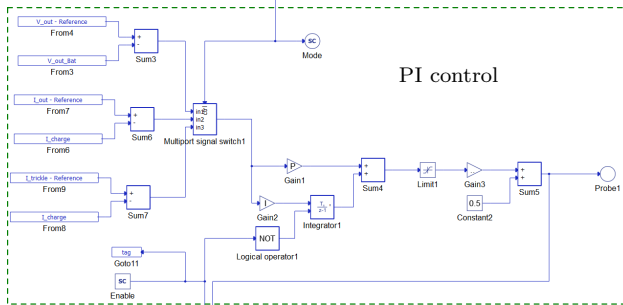 V_out - Reference
From4
V_out_Bat
From3
+
-
Sum3
I_out - Reference
From7
I_charge
From6
+
-
Sum6
I_trickle - Reference
From9
I_charge
From8
+
-
Sum7
in1
in2
in3
Multiport signal switch1
SC
Mode
PI control
P
Gain1
I
Gain2
NOT
Logical operator1
Integrator1
+
+
Sum4
Limit1
Gain3
0.5
Constant2
+
+
Sum5
Probe1
tag
Goto11
SC
Enable